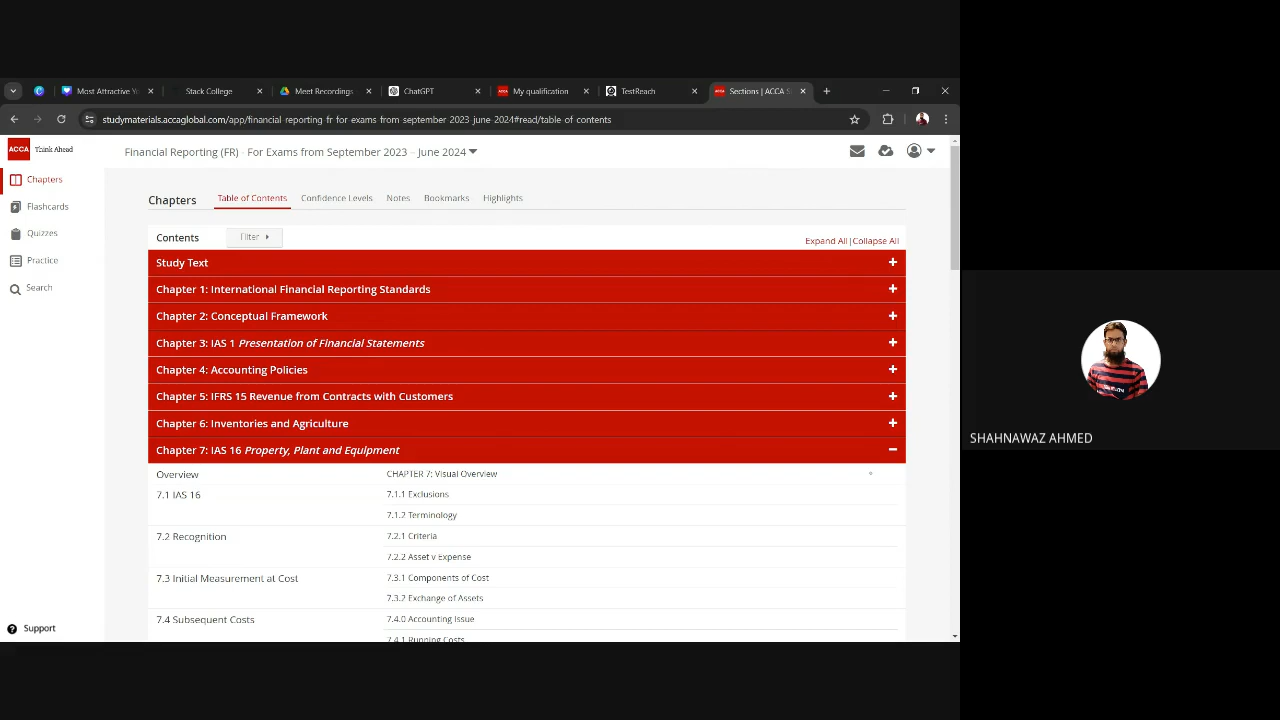 Most Attractive Yo
Stack College
Meet Recordings
ChatGPT
My qualification
TestReach
Sections | ACCA S
studymaterials.accaglobal.com/app/financial-reporting-fr-for-exams-from-september-2023-june-2024#read/table of contents
ACCA Think Ahead
Financial Reporting (FR) - For Exams from September 2023 – June 2024
Chapters
Flashcards
Quizzes
Practice
Search
Support
Chapters
Table of Contents
Confidence Levels
Notes
Bookmarks
Highlights
Contents
Filter
Expand All|Collapse All
Study Text
Chapter 1: International Financial Reporting Standards
Chapter 2: Conceptual Framework
Chapter 3: IAS 1 Presentation of Financial Statements
Chapter 4: Accounting Policies
Chapter 5: IFRS 15 Revenue from Contracts with Customers
Chapter 6: Inventories and Agriculture
Chapter 7: IAS 16 Property, Plant and Equipment
Overview
CHAPTER 7: Visual Overview
7.1 IAS 16
7.1.1 Exclusions
7.1.2 Terminology
7.2 Recognition
7.2.1 Criteria
7.2.2 Asset v Expense
7.3 Initial Measurement at Cost
7.3.1 Components of Cost
7.3.2 Exchange of Assets
7.4 Subsequent Costs
7.4.0 Accounting Issue
7.4.1 Running Costs
SHAHNAWAZ AHMED